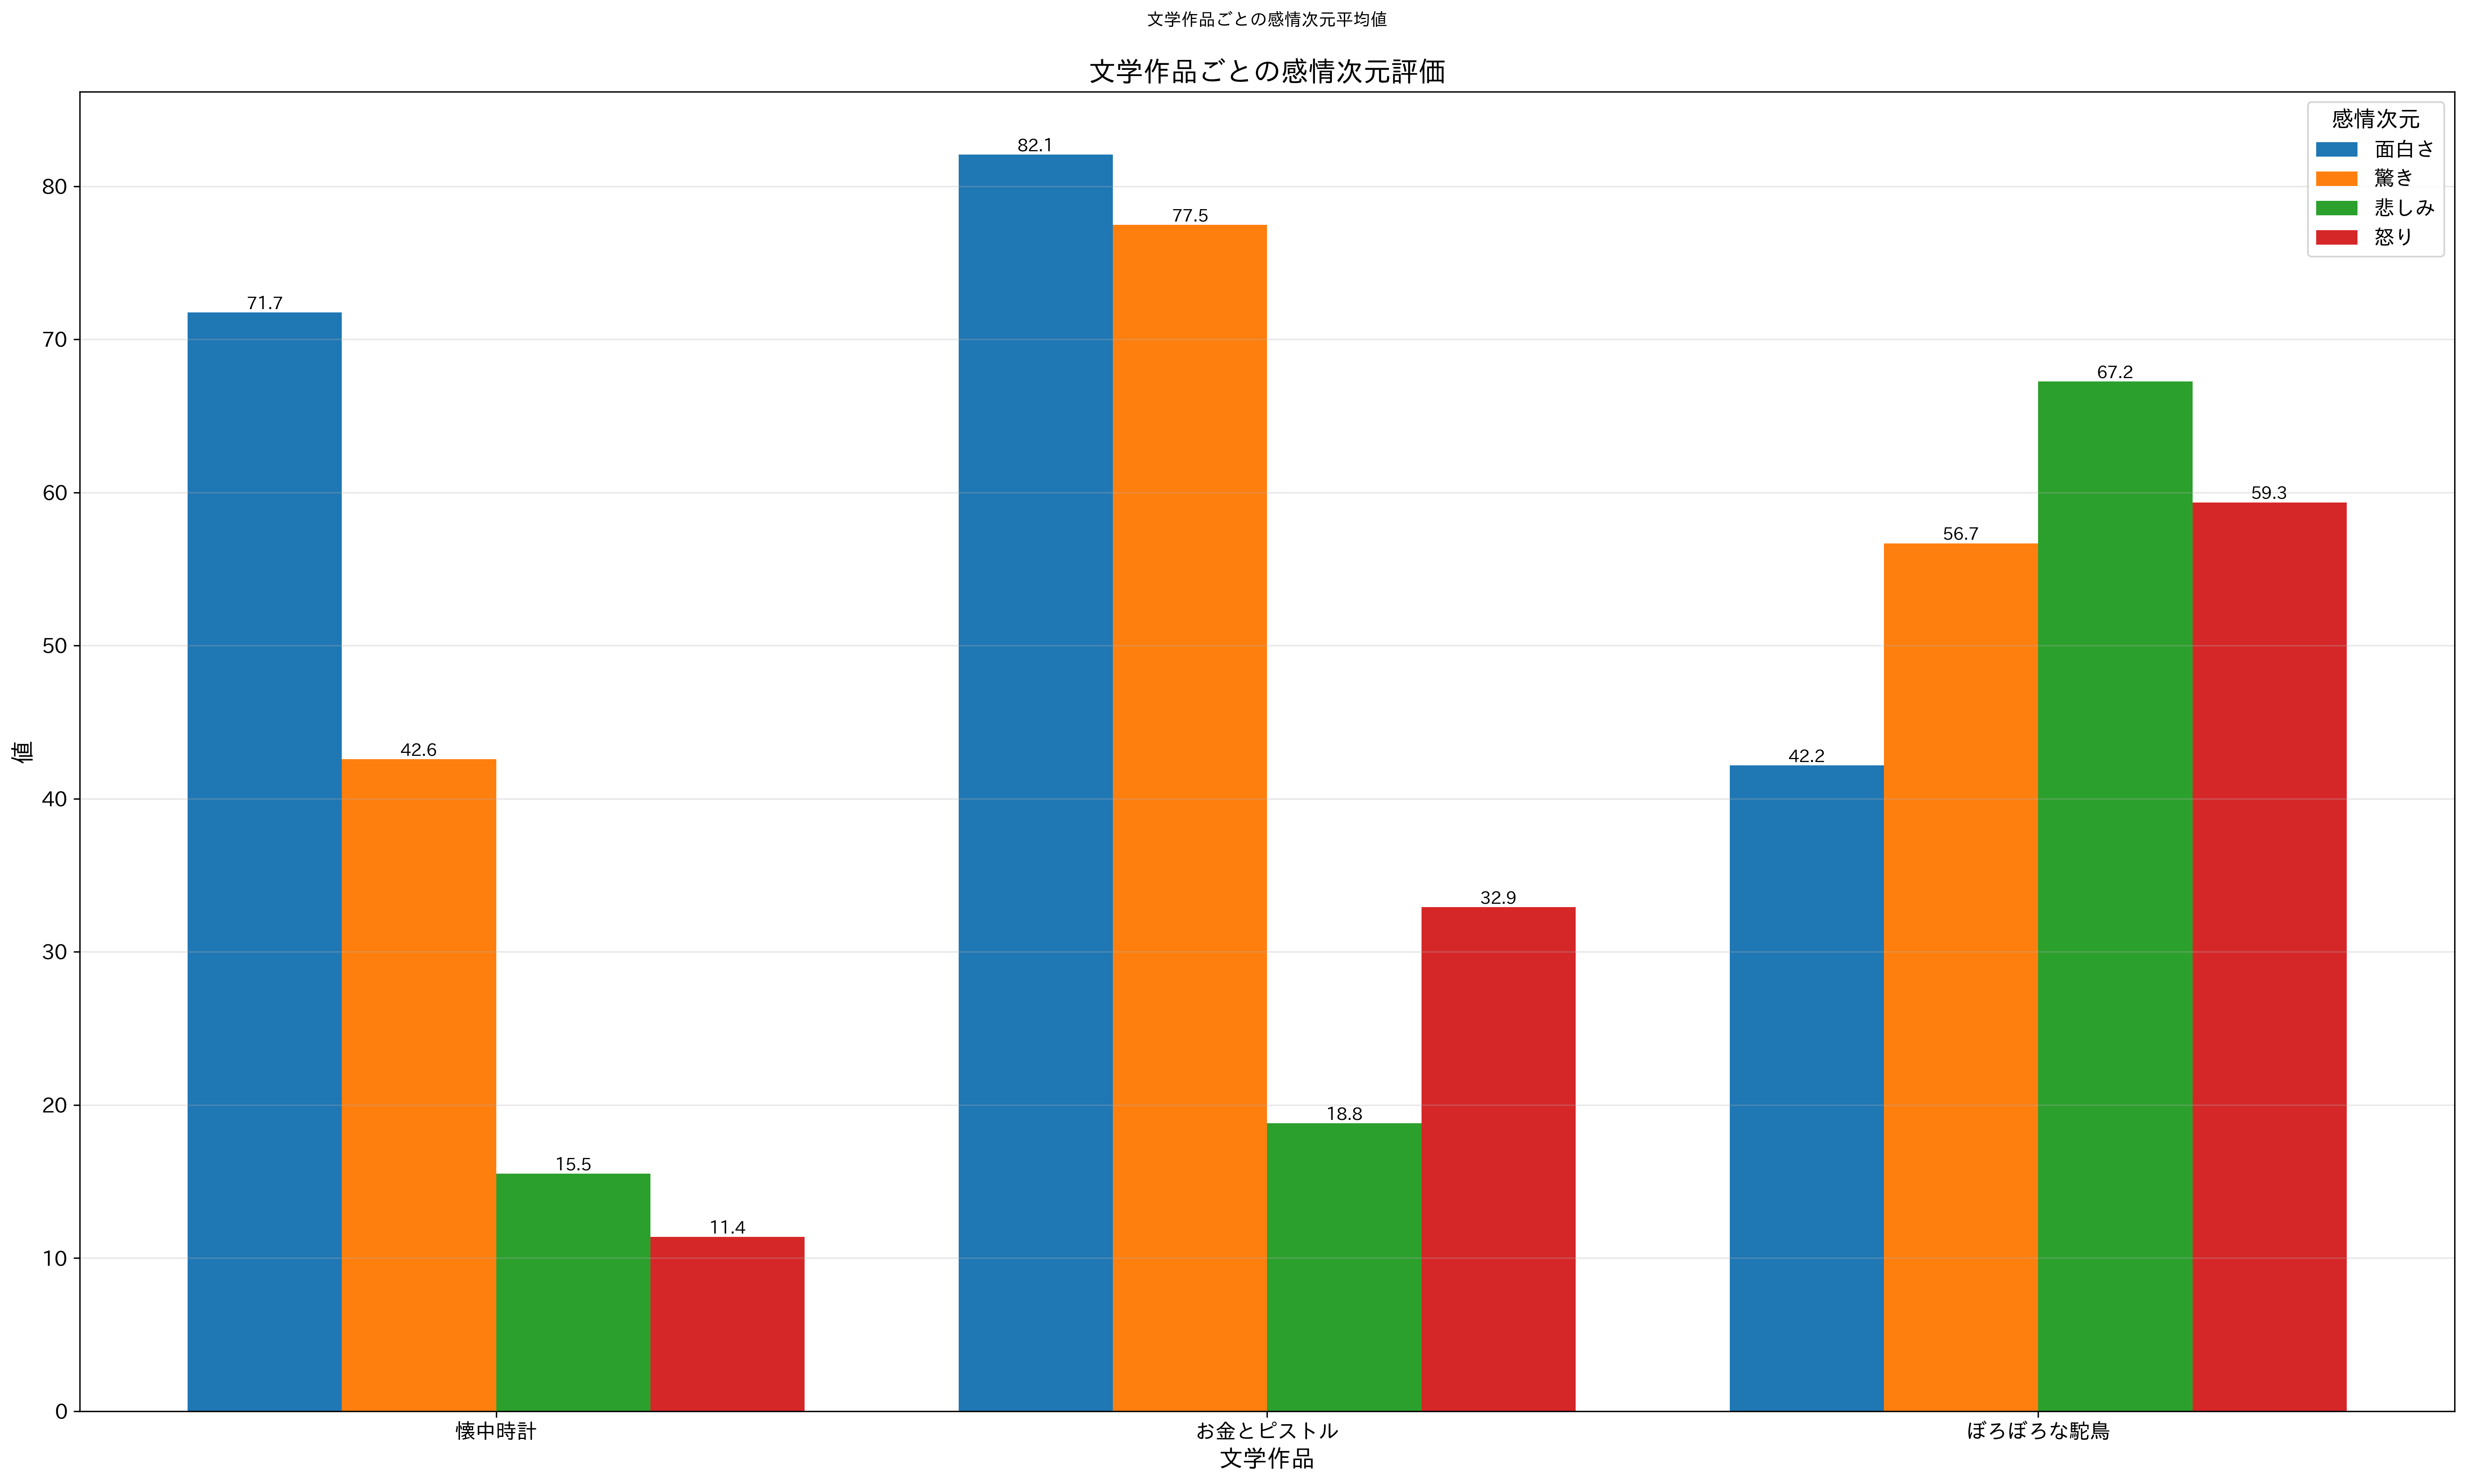 文学作品ごとの感情次元平均値
文学作品ごとの感情次元評価
感情次元
面白さ
驚き
悲しみ
怒り
値
80
70
60
50
40
30
20
10
0
71.7
42.6
15.5
11.4
82.1
77.5
18.8
32.9
42.2
56.7
67.2
59.3
懐中時計
お金とピストル
ぼろぼろな駝鳥
文学作品